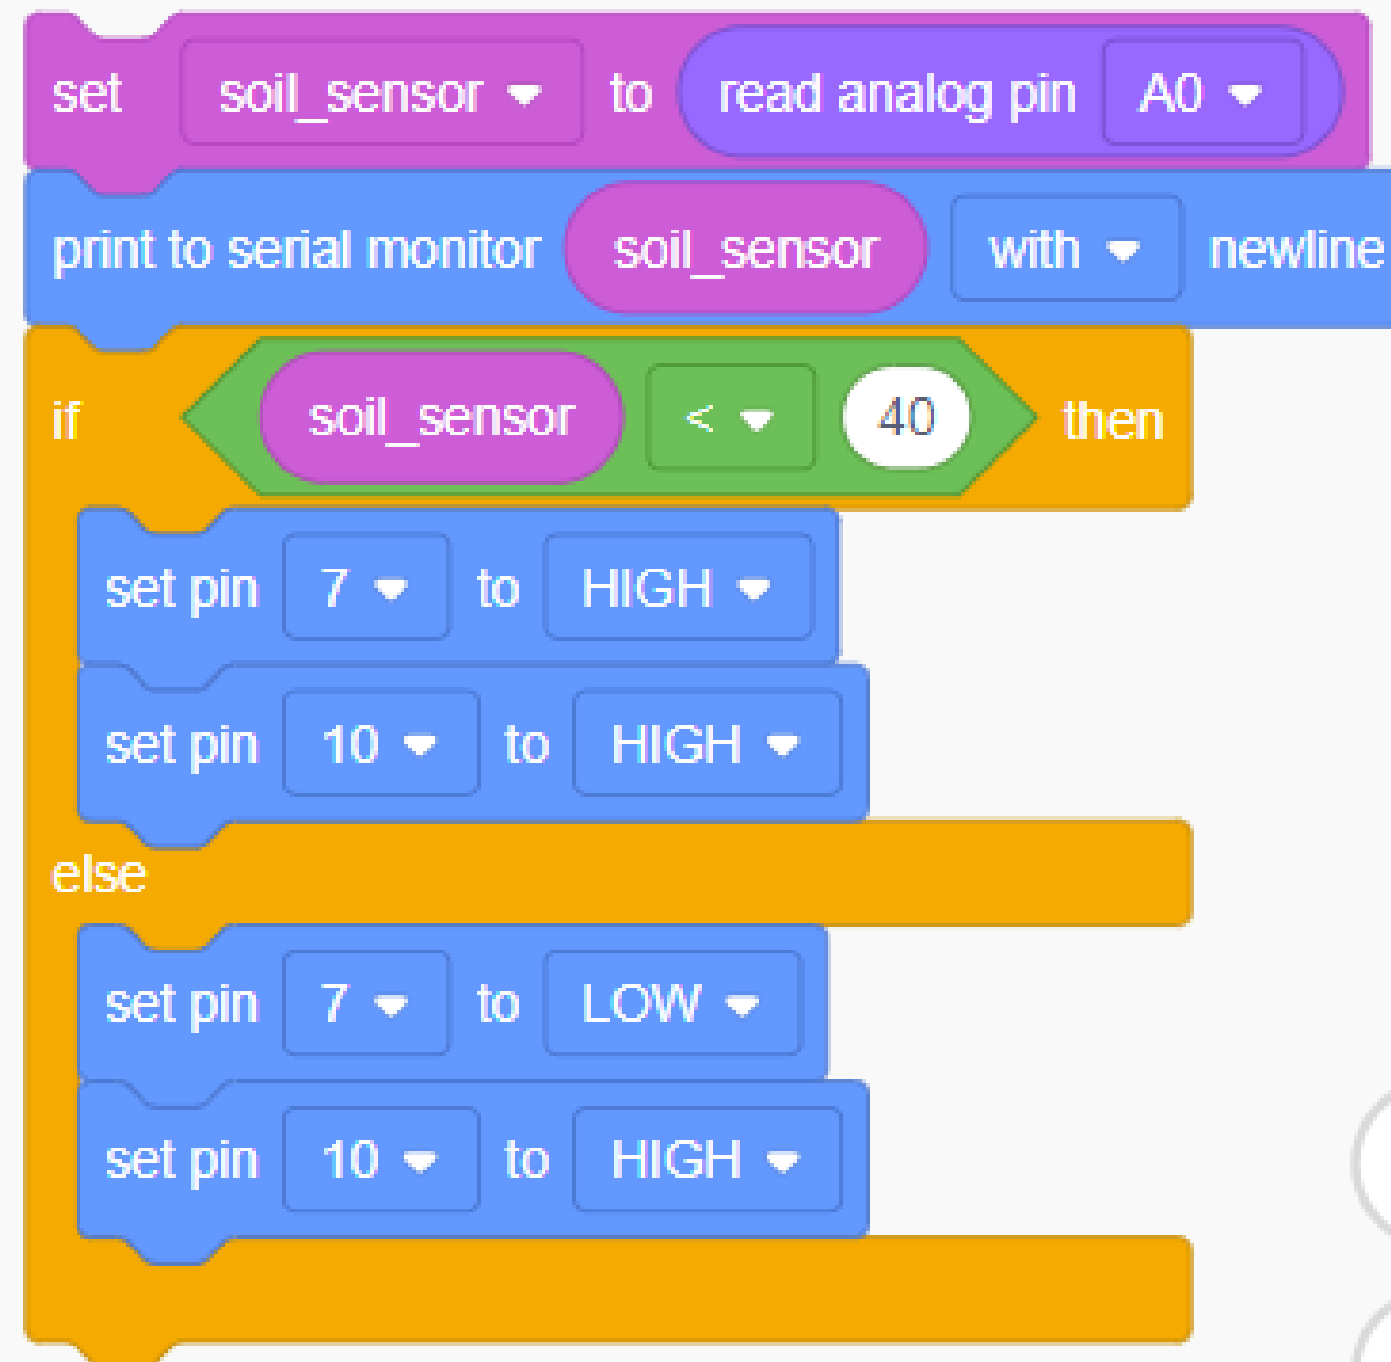 set soil_sensor to read analog pin A0
print to serial monitor soil_sensor with newline
if soil_sensor < 40 then
set pin 7 to HIGH
set pin 10 to HIGH
else
set pin 7 to LOW
set pin 10 to HIGH